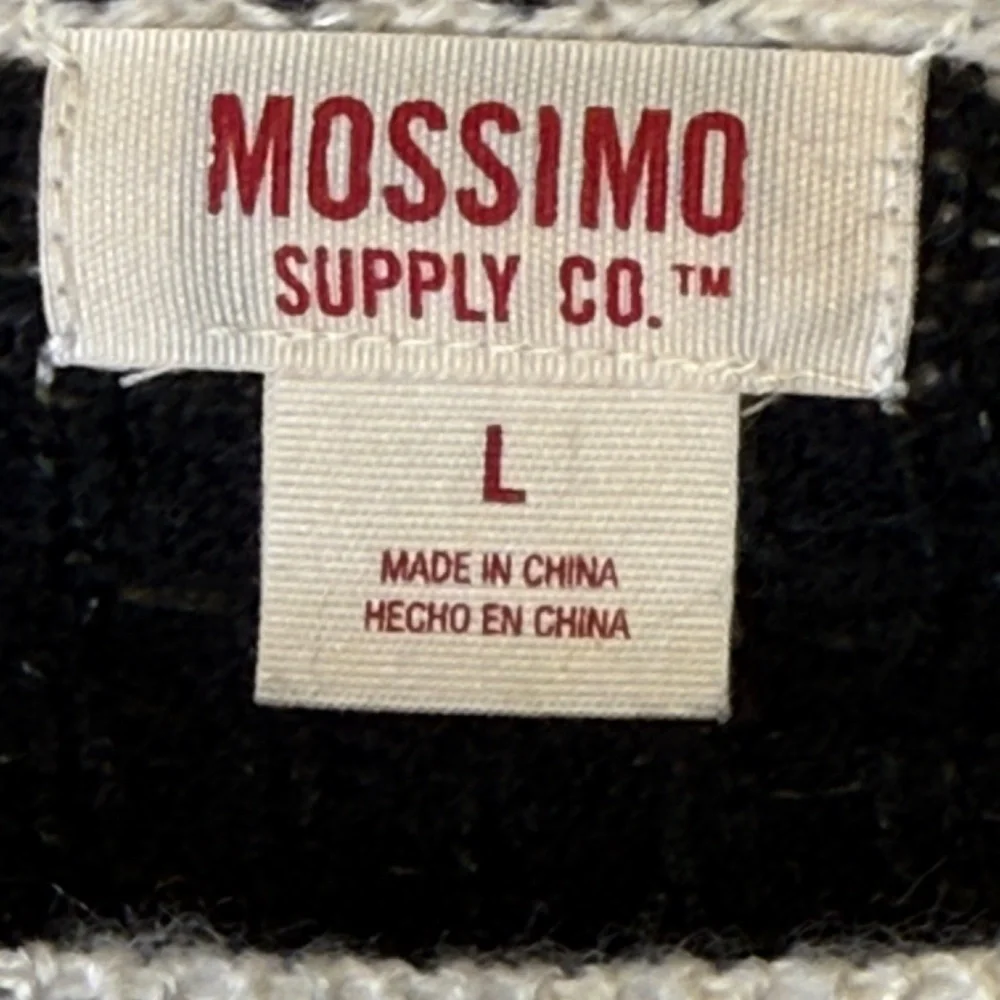 MOSSIMO
SUPPLY CO.™
L
MADE IN CHINA
HECHO EN CHINA